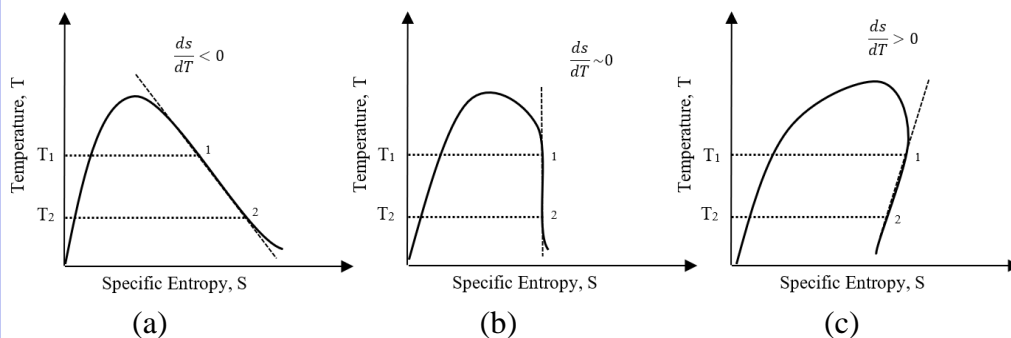 Temperature, T
T1
T2
1
2
ds/dT < 0
Specific Entropy, S
(a)
Temperature, T
T1
T2
1
2
ds/dT ~0
Specific Entropy, S
(b)
Temperature, T
T1
T2
1
2
ds/dT > 0
Specific Entropy, S
(c)